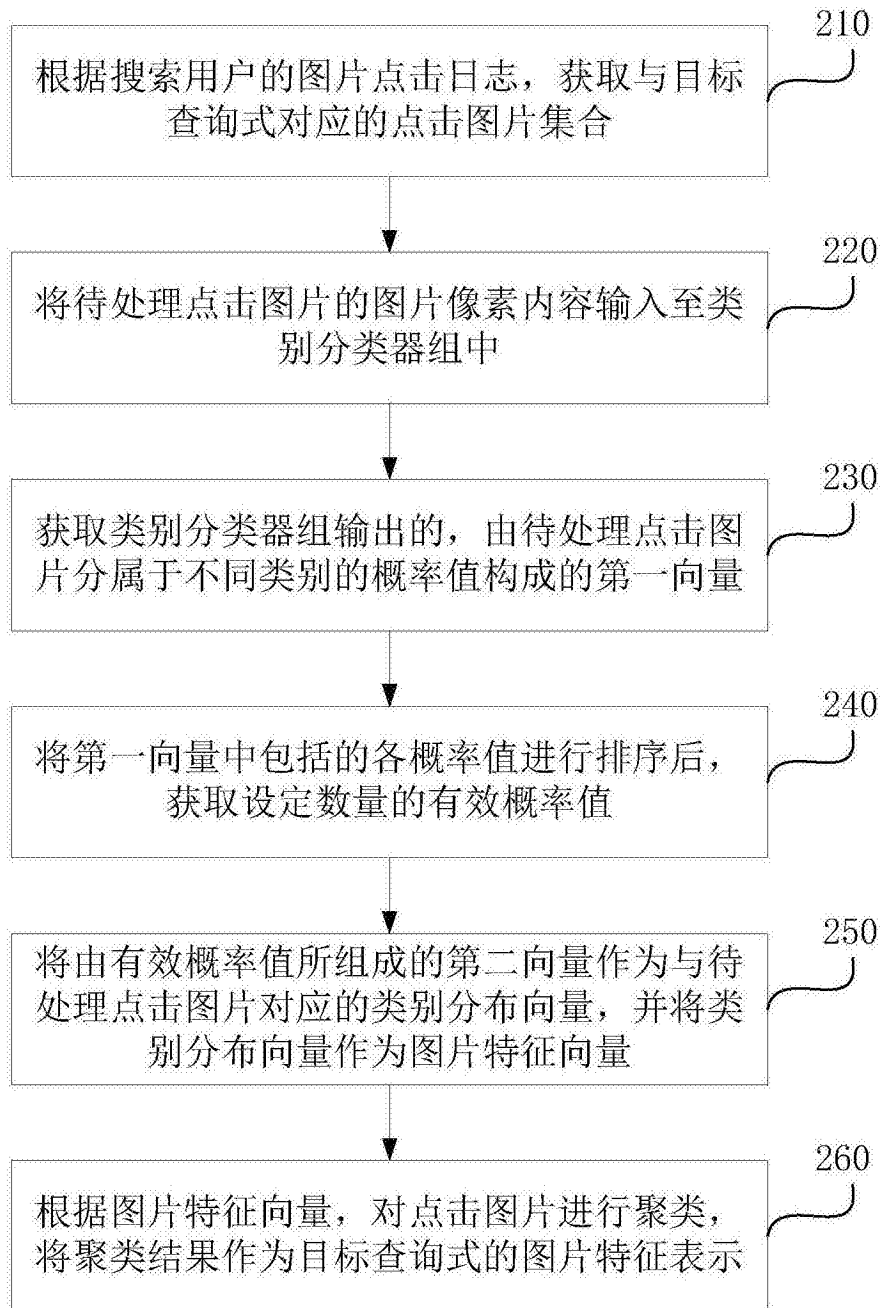 210
根据搜索用户的图片点击日志，获取与目标
查询式对应的点击图片集合
220
将待处理点击图片的图片像素内容输入至类
别分类器组中
230
获取类别分类器组输出的，由待处理点击图
片分属于不同类别的概率值构成的第一向量
240
将第一向量中包括的各概率值进行排序后，
获取设定数量的有效概率值
250
将由有效概率值所组成的第二向量作为与待
处理点击图片对应的类别分布向量，并将类
别分布向量作为图片特征向量
260
根据图片特征向量，对点击图片进行聚类，
将聚类结果作为目标查询式的图片特征表示